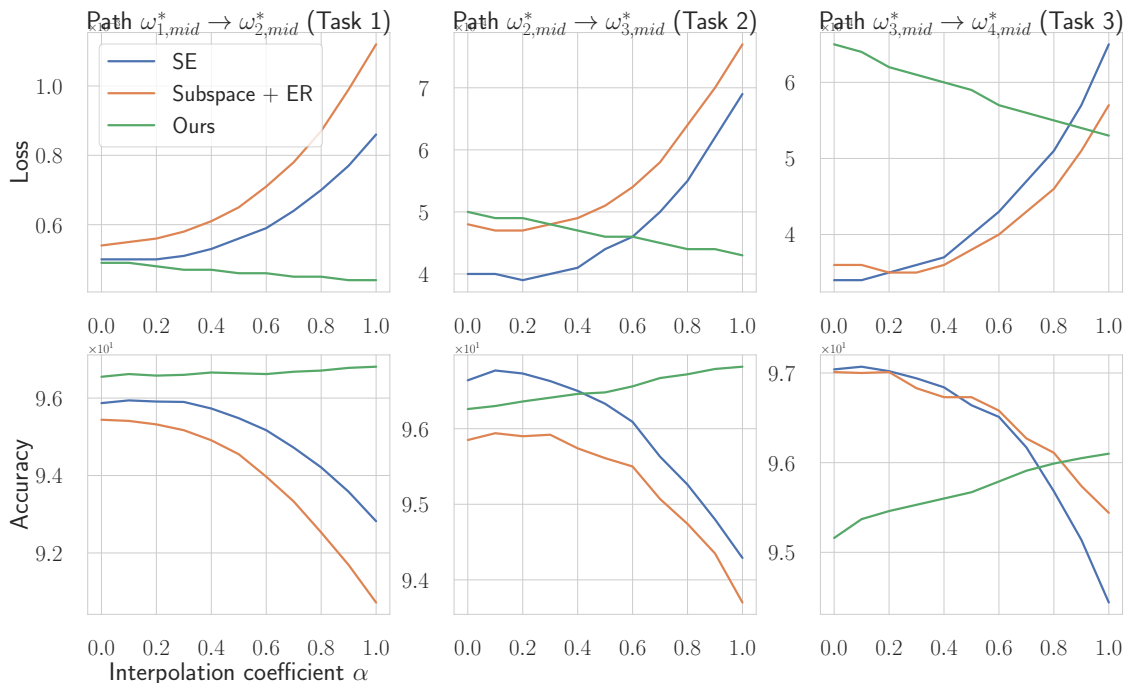 Path ω*1,mid → ω*2,mid (Task 1)
Path ω*2,mid → ω*3,mid (Task 2)
Path ω*3,mid → ω*4,mid (Task 3)
SE
Subspace + ER
Ours
Loss
1.0
0.8
0.6
0.0 0.2 0.4 0.6 0.8 1.0
7
6
5
4
0.0 0.2 0.4 0.6 0.8 1.0
6
5
4
0.0 0.2 0.4 0.6 0.8 1.0
Accuracy
×10¹
9.6
9.4
9.2
0.0 0.2 0.4 0.6 0.8 1.0
×10¹
9.6
9.5
9.4
0.0 0.2 0.4 0.6 0.8 1.0
×10¹
9.7
9.6
9.5
0.0 0.2 0.4 0.6 0.8 1.0
Interpolation coefficient α